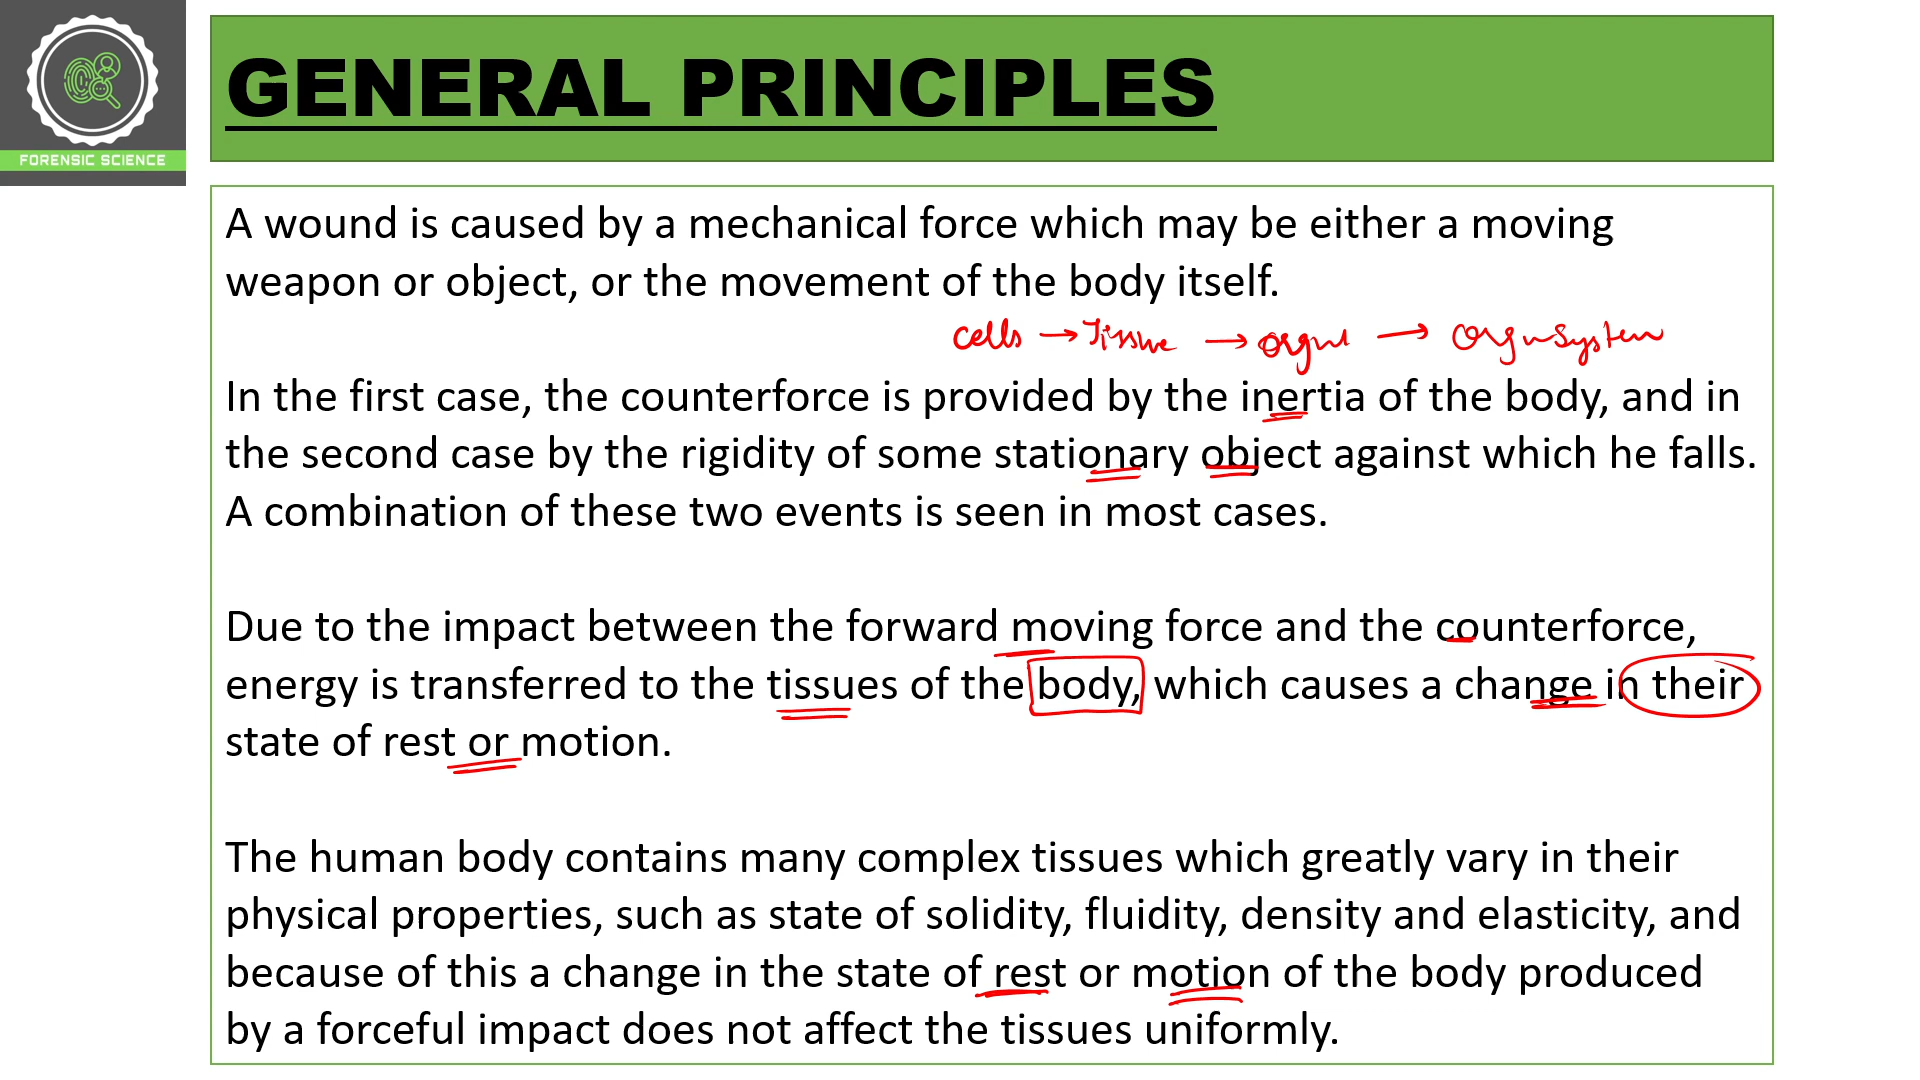 FORENSIC SCIENCE
GENERAL PRINCIPLES
A wound is caused by a mechanical force which may be either a moving
weapon or object, or the movement of the body itself.
cells → Tissue → organ → Organ System
In the first case, the counterforce is provided by the inertia of the body, and in
the second case by the rigidity of some stationary object against which he falls.
A combination of these two events is seen in most cases.
Due to the impact between the forward moving force and the counterforce,
energy is transferred to the tissues of the body, which causes a change in their
state of rest or motion.
The human body contains many complex tissues which greatly vary in their
physical properties, such as state of solidity, fluidity, density and elasticity, and
because of this a change in the state of rest or motion of the body produced
by a forceful impact does not affect the tissues uniformly.